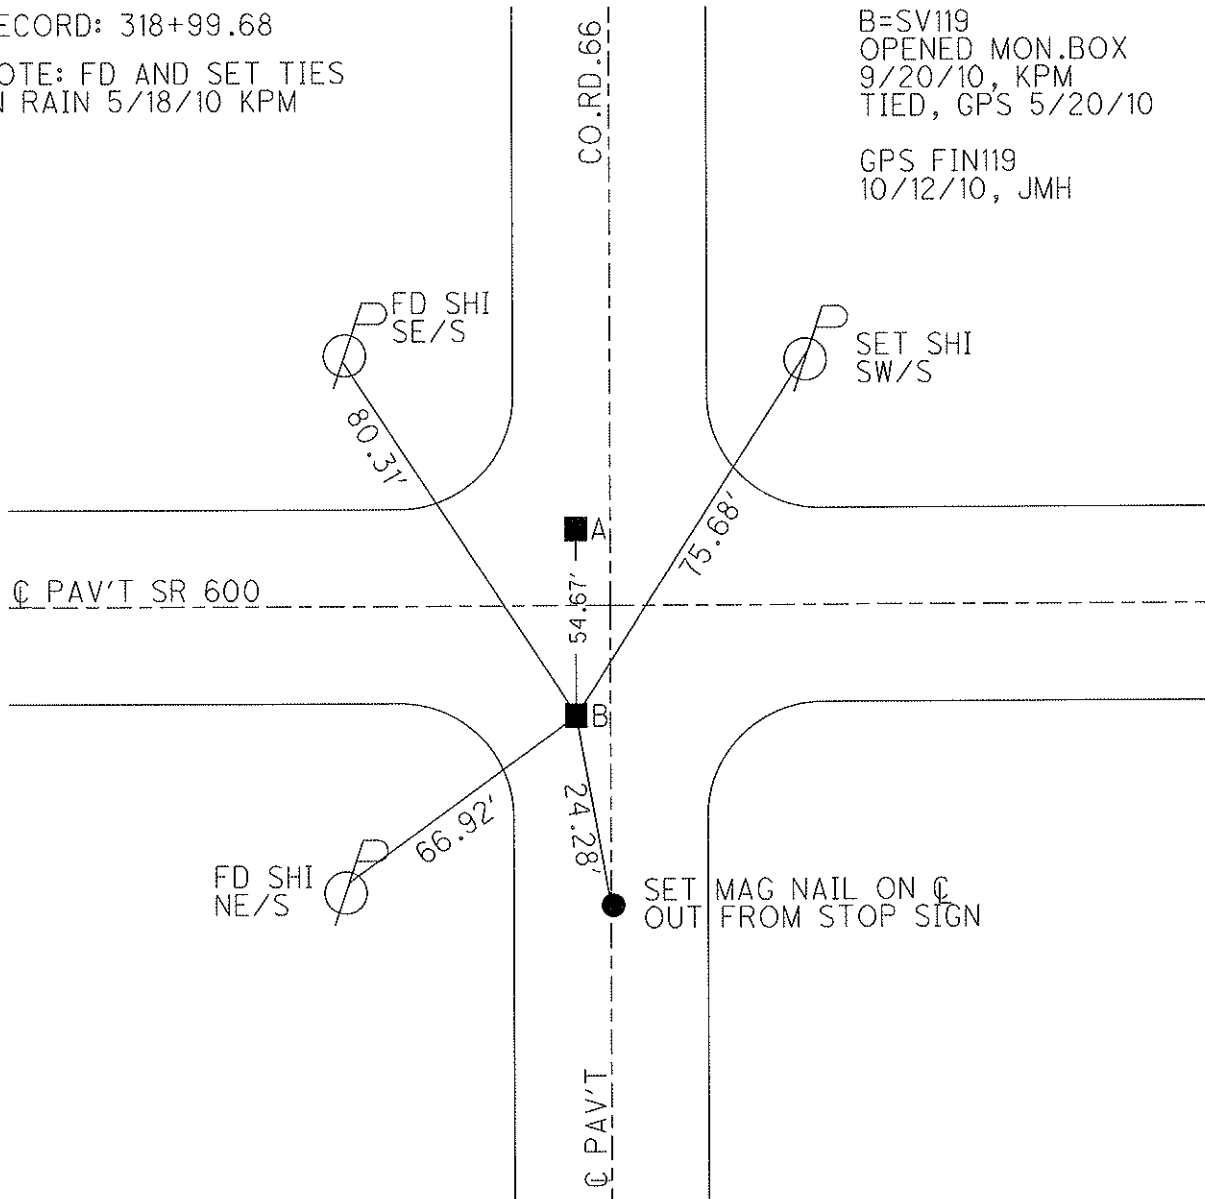 ECORD: 318+99.68
OTE: FD AND SET TIES
N RAIN 5/18/10 KPM
CO.RD.66
B=SV119
OPENED MON.BOX
9/20/10, KPM
TIED, GPS 5/20/10
GPS FIN119
10/12/10, JMH
FD SHI
SE/S
SET SHI
SW/S
80.31'
75.68'
A
54.67'
℄ PAV'T SR 600
B
66.92'
24.28'
FD SHI
NE/S
SET MAG NAIL ON ℄
OUT FROM STOP SIGN
℄ PAV'T